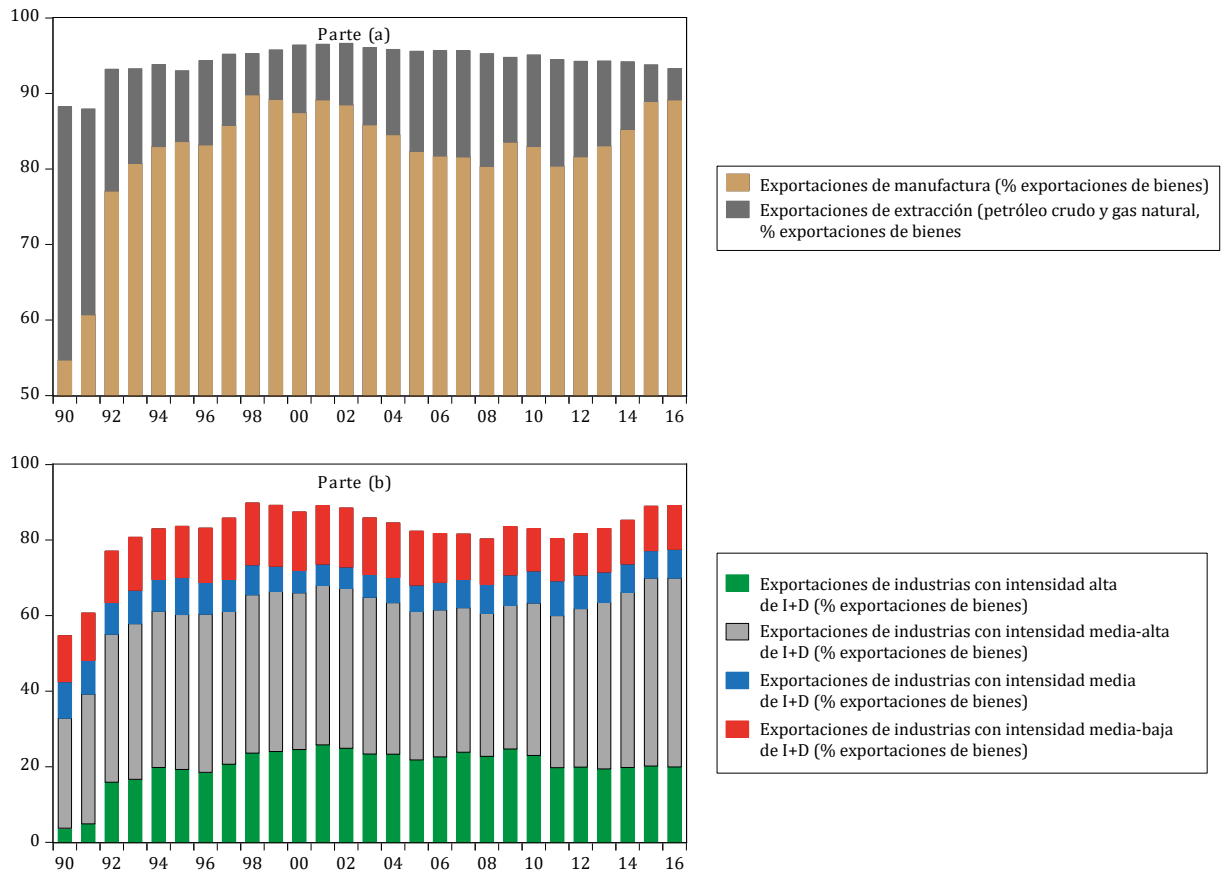 100
90
80
70
60
50
Parte (a)
90 92 94 96 98 00 02 04 06 08 10 12 14 16
Exportaciones de manufactura (% exportaciones de bienes)
Exportaciones de extracción (petróleo crudo y gas natural,
% exportaciones de bienes
100
80
60
40
20
0
Parte (b)
90 92 94 96 98 00 02 04 06 08 10 12 14 16
Exportaciones de industrias con intensidad alta
de I+D (% exportaciones de bienes)
Exportaciones de industrias con intensidad media-alta
de I+D (% exportaciones de bienes)
Exportaciones de industrias con intensidad media
de I+D (% exportaciones de bienes)
Exportaciones de industrias con intensidad media-baja
de I+D (% exportaciones de bienes)